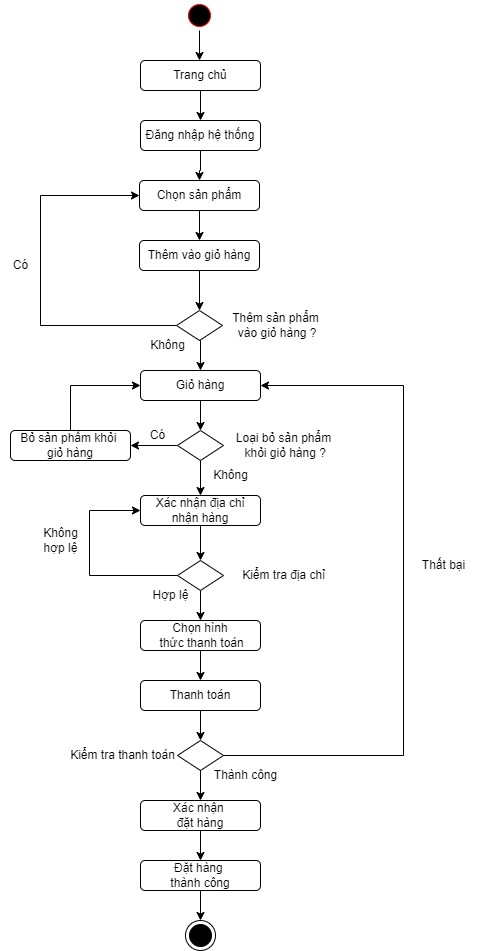 Trang chủ
Đăng nhập hệ thống
Chọn sản phẩm
Thêm vào giỏ hàng
Có
Thêm sản phẩm
vào giỏ hàng ?
Không
Giỏ hàng
Bỏ sản phẩm khỏi
giỏ hàng
Có
Loại bỏ sản phẩm
khỏi giỏ hàng ?
Không
Xác nhận địa chỉ
nhận hàng
Không
hợp lệ
Kiểm tra địa chỉ
Thất bại
Hợp lệ
Chọn hình
thức thanh toán
Thanh toán
Kiểm tra thanh toán
Thành công
Xác nhận
đặt hàng
Đặt hàng
thành công